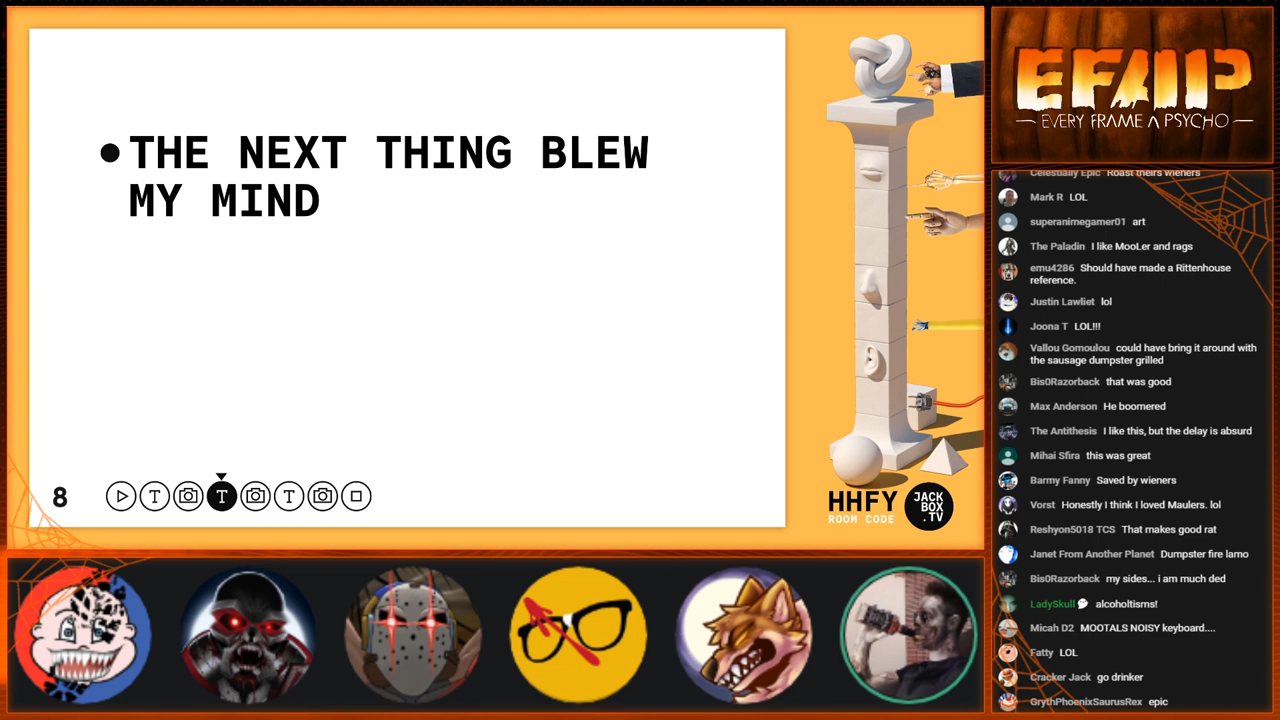 • THE NEXT THING BLEW
MY MIND
8
T
T
T
HHFY
ROOM CODE
JACK
BOX
.TV
EFAP
EVERY FRAME A PSYCHO
Celestially Epic Roast theirs wieners
Mark R LOL
superanimegamer01 art
The Paladin I like MooLer and rags
emu4286 Should have made a Rittenhouse
reference.
Justin Lawliet lol
Joona T LOL!!!
Vallou Gomoulou could have bring it around with
the sausage dumpster grilled
Bis0Razorback that was good
Max Anderson He boomered
The Antithesis I like this, but the delay is absurd
Mihai Sfira this was great
Barmy Fanny Saved by wieners
Vorst Honestly I think I loved Maulers. lol
Reshyon5018 TCS That makes good rat
Janet From Another Planet Dumpster fire lamo
Bis0Razorback my sides... i am much ded
LadySkull alcoholtisms!
Micah D2 MOOTALS NOISY keyboard....
Fatty LOL
Cracker Jack go drinker
GrythPhoenixSaurusRex epic